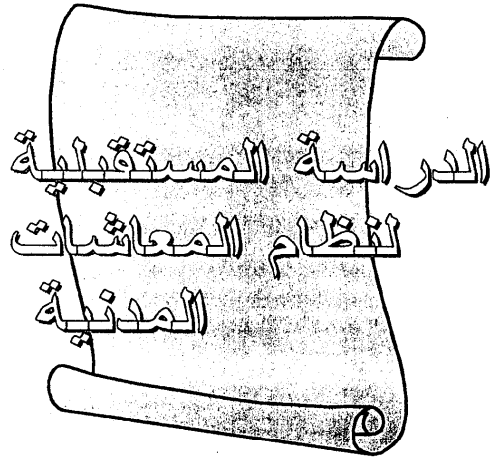 الدراسة المستقبلية
لنظام المعاشات
المدنية